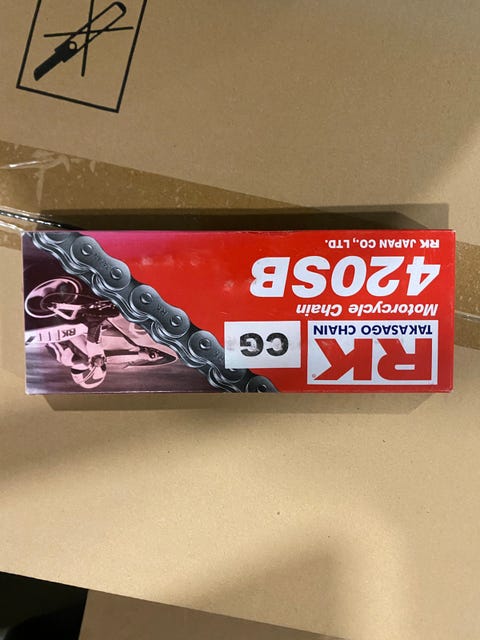 RK
TAKASAGO CHAIN
CG
Motorcycle Chain
420SB
RK JAPAN CO., LTD.
RK